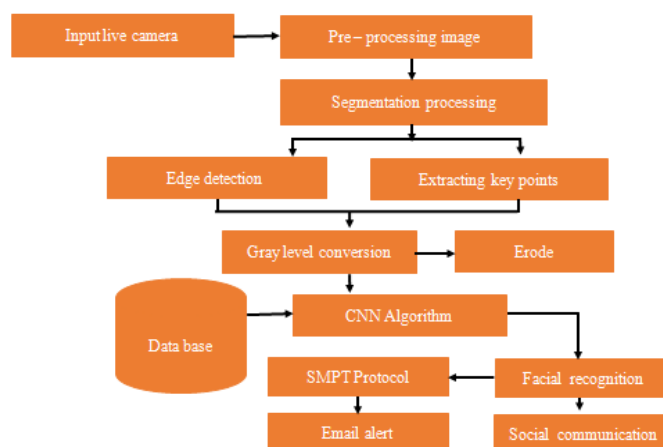 Input live camera
Pre – processing image
Segmentation processing
Edge detection
Extracting key points
Gray level conversion
Erode
Data base
CNN Algorithm
SMPT Protocol
Facial recognition
Email alert
Social communication